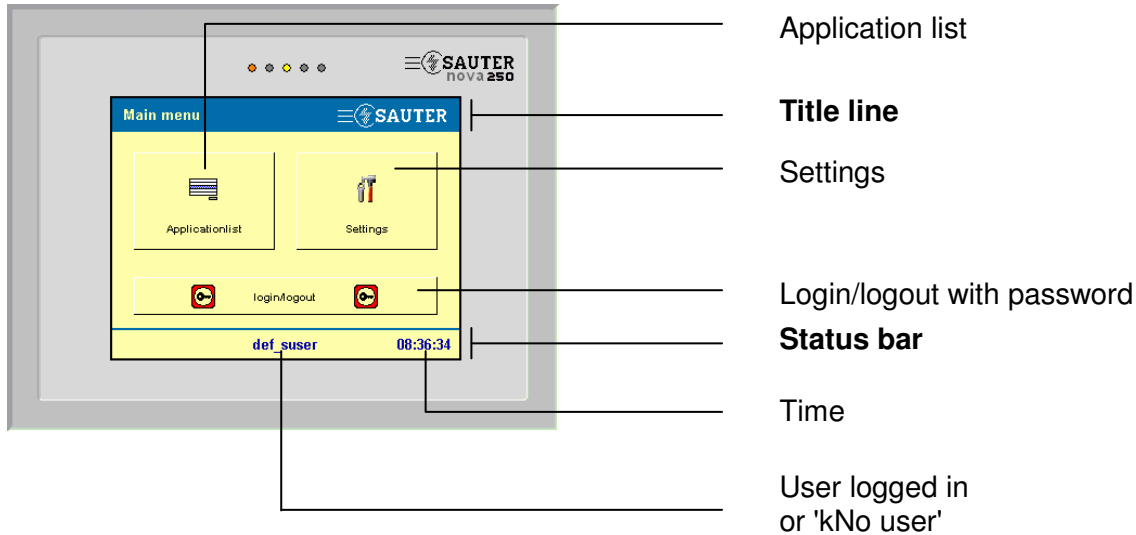 Application list
SAUTER
nova 250
Main menu
SAUTER
Title line
Settings
Applicationlist
Settings
login/logout
Login/logout with password
def_suser
08:36:34
Status bar
Time
User logged in
or 'kNo user'